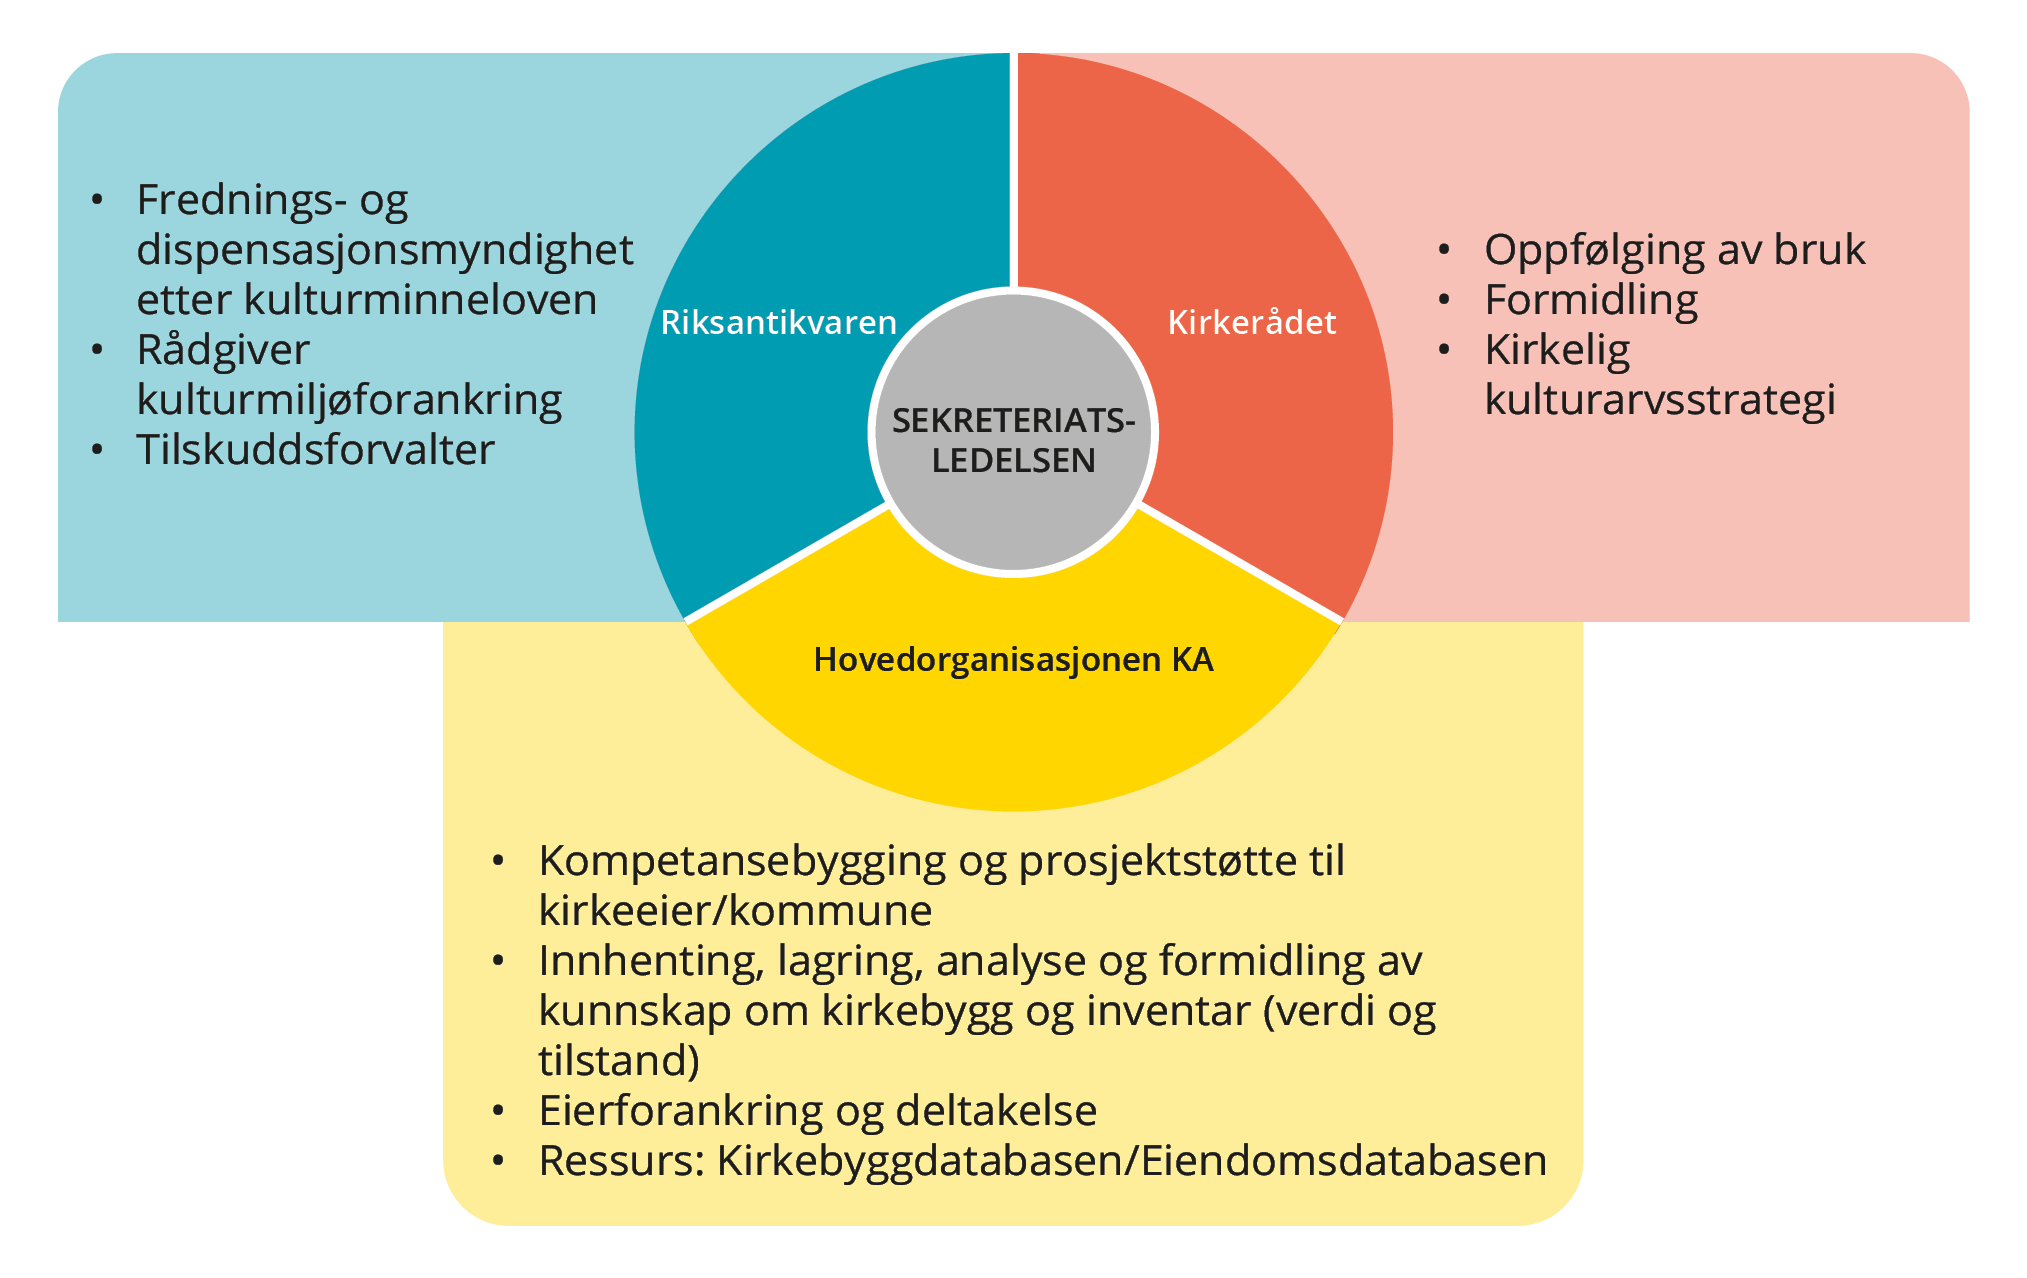 • Frednings- og
dispensasjonsmyndighet
etter kulturminneloven
• Rådgiver
kulturmiljøforankring
• Tilskuddsforvalter
Riksantikvaren
Kirkerådet
SEKRETERIATS-
LEDELSEN
Hovedorganisasjonen KA
• Oppfølging av bruk
• Formidling
• Kirkelig
kulturarvsstrategi
• Kompetansebygging og prosjektstøtte til
kirkeeier/kommune
• Innhenting, lagring, analyse og formidling av
kunnskap om kirkebygg og inventar (verdi og
tilstand)
• Eierforankring og deltakelse
• Ressurs: Kirkebyggdatabasen/Eiendomsdatabasen